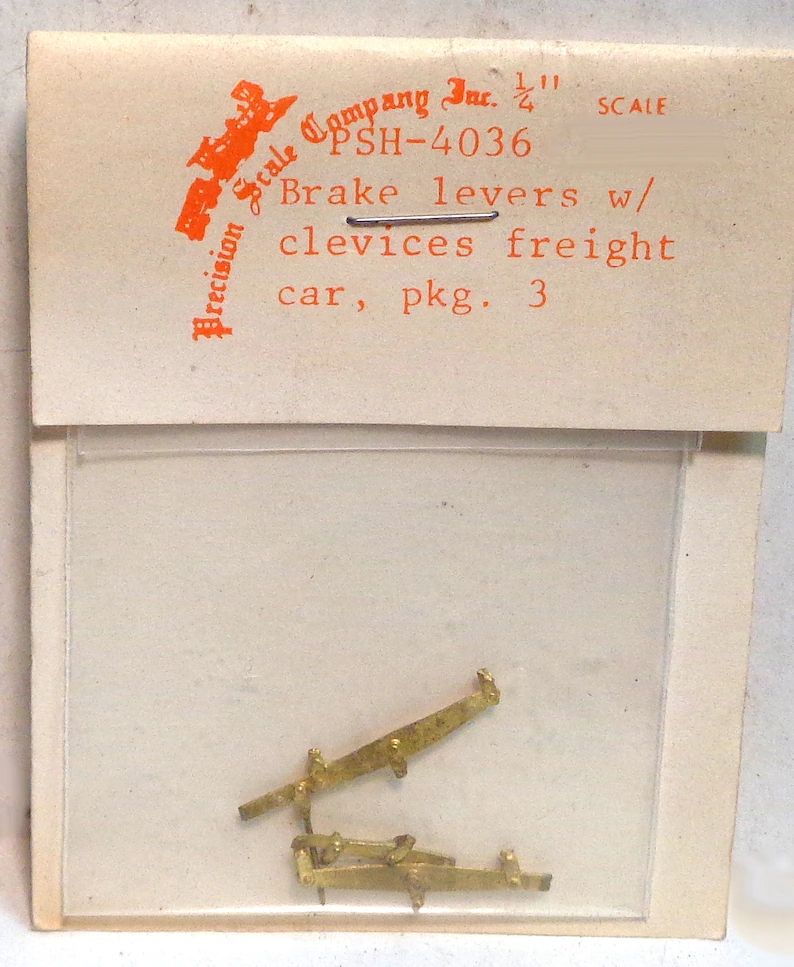 Precision Scale Company Inc. 1/4" SCALE
PSH-4036
Brake levers w/
clevices freight
car, pkg. 3